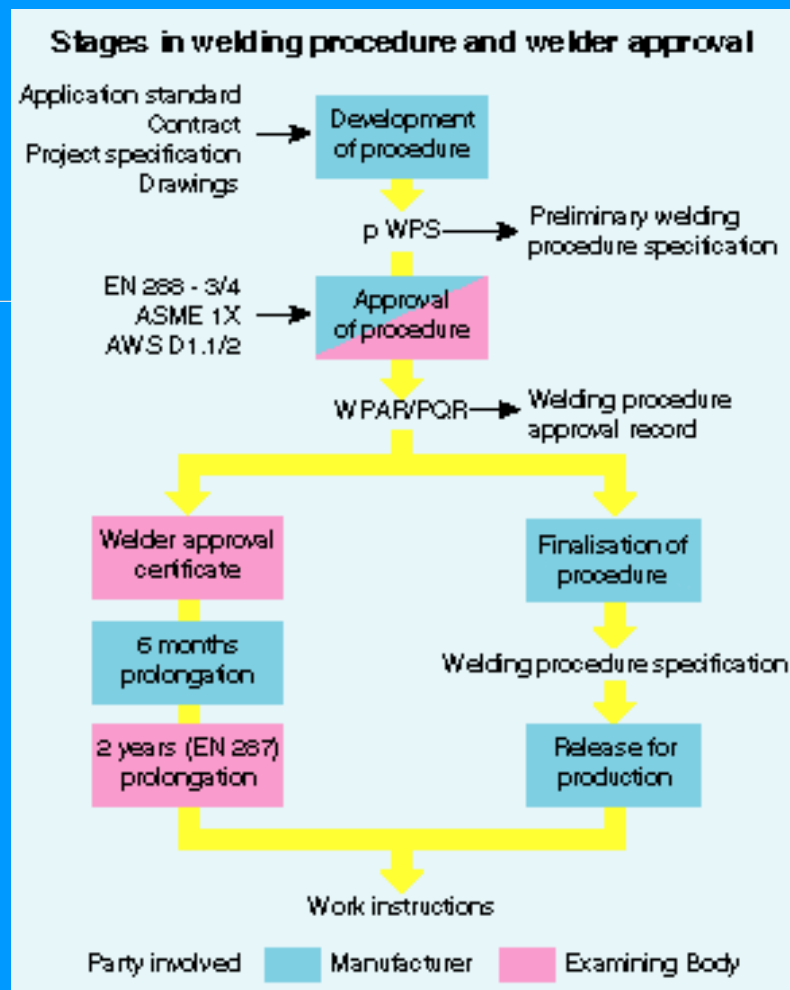 Stages in welding procedure and welder approval
Application standard
Contract
Project specification
Drawings
Development
of procedure
p WPS
Preliminary welding
procedure specification
EN 288 - 3/4
ASME 1X
AWS D1.1/2
Approval
of procedure
WPAR/PQR
Welding procedure
approval record
Welder approval
certificate
Finalisation of
procedure
6 months
prolongation
Welding procedure specification
2 years (EN 287)
prolongation
Release for
production
Work instructions
Party involved
Manufacturer
Examining Body